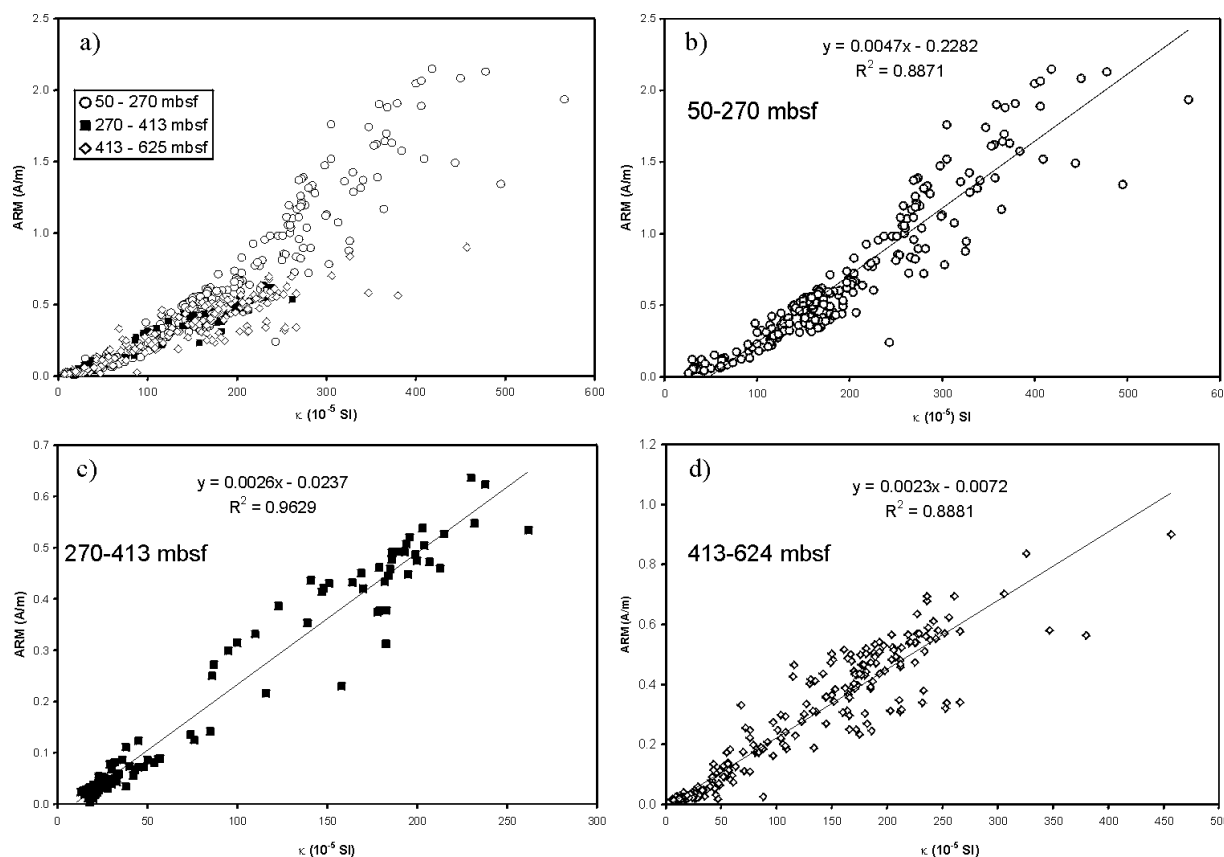 a)
50 - 270 mbsf
270 - 413 mbsf
413 - 625 mbsf
2.5
2.0
1.5
1.0
0.5
0.0
ARM (A/m)
0 100 200 300 400 500 600
κ (10⁻⁵ SI)
b)
y = 0.0047x - 0.2282
R² = 0.8871
50-270 mbsf
2.5
2.0
1.5
1.0
0.5
0.0
ARM (A/m)
0 100 200 300 400 500 60
κ (10⁻⁵) SI)
c)
y = 0.0026x - 0.0237
R² = 0.9629
270-413 mbsf
0.7
0.6
0.5
0.4
0.3
0.2
0.1
0.0
ARM (A/m)
0 50 100 150 200 250 300
κ (10⁻⁵ SI)
d)
y = 0.0023x - 0.0072
R² = 0.8881
413-624 mbsf
1.2
1.0
0.8
0.6
0.4
0.2
0.0
ARM (A/m)
0 50 100 150 200 250 300 350 400 450 50
κ (10⁻⁵ SI)